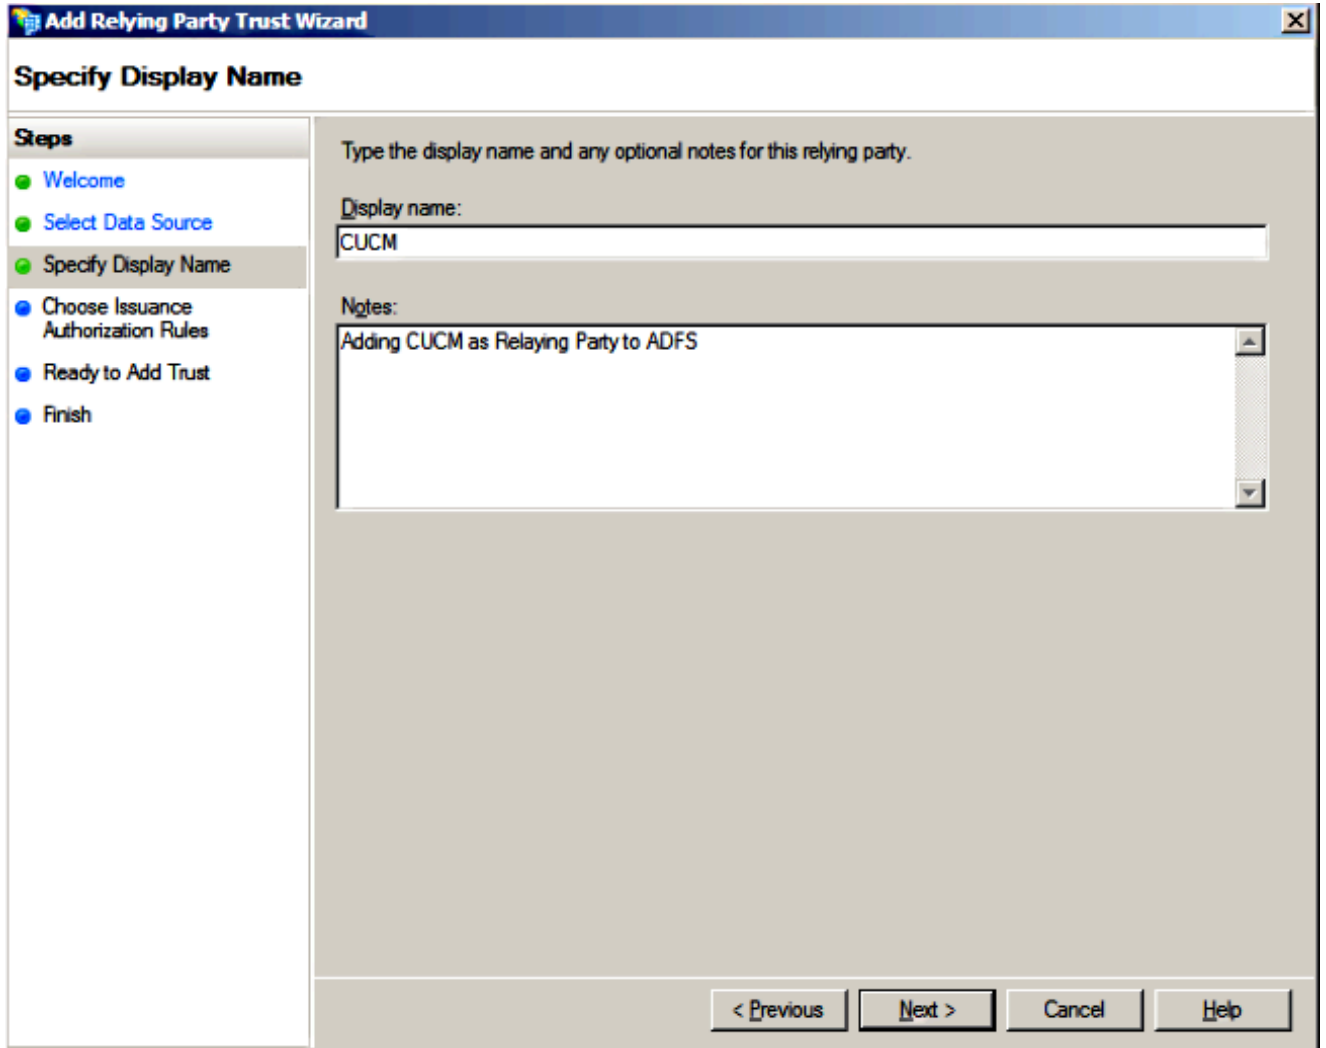 Add Relying Party Trust Wizard
Specify Display Name
Steps
Welcome
Select Data Source
Specify Display Name
Choose Issuance
Authorization Rules
Ready to Add Trust
Finish
Type the display name and any optional notes for this relying party.
Display name:
CUCM
Notes:
Adding CUCM as Relaying Party to ADFS
< Previous
Next >
Cancel
Help